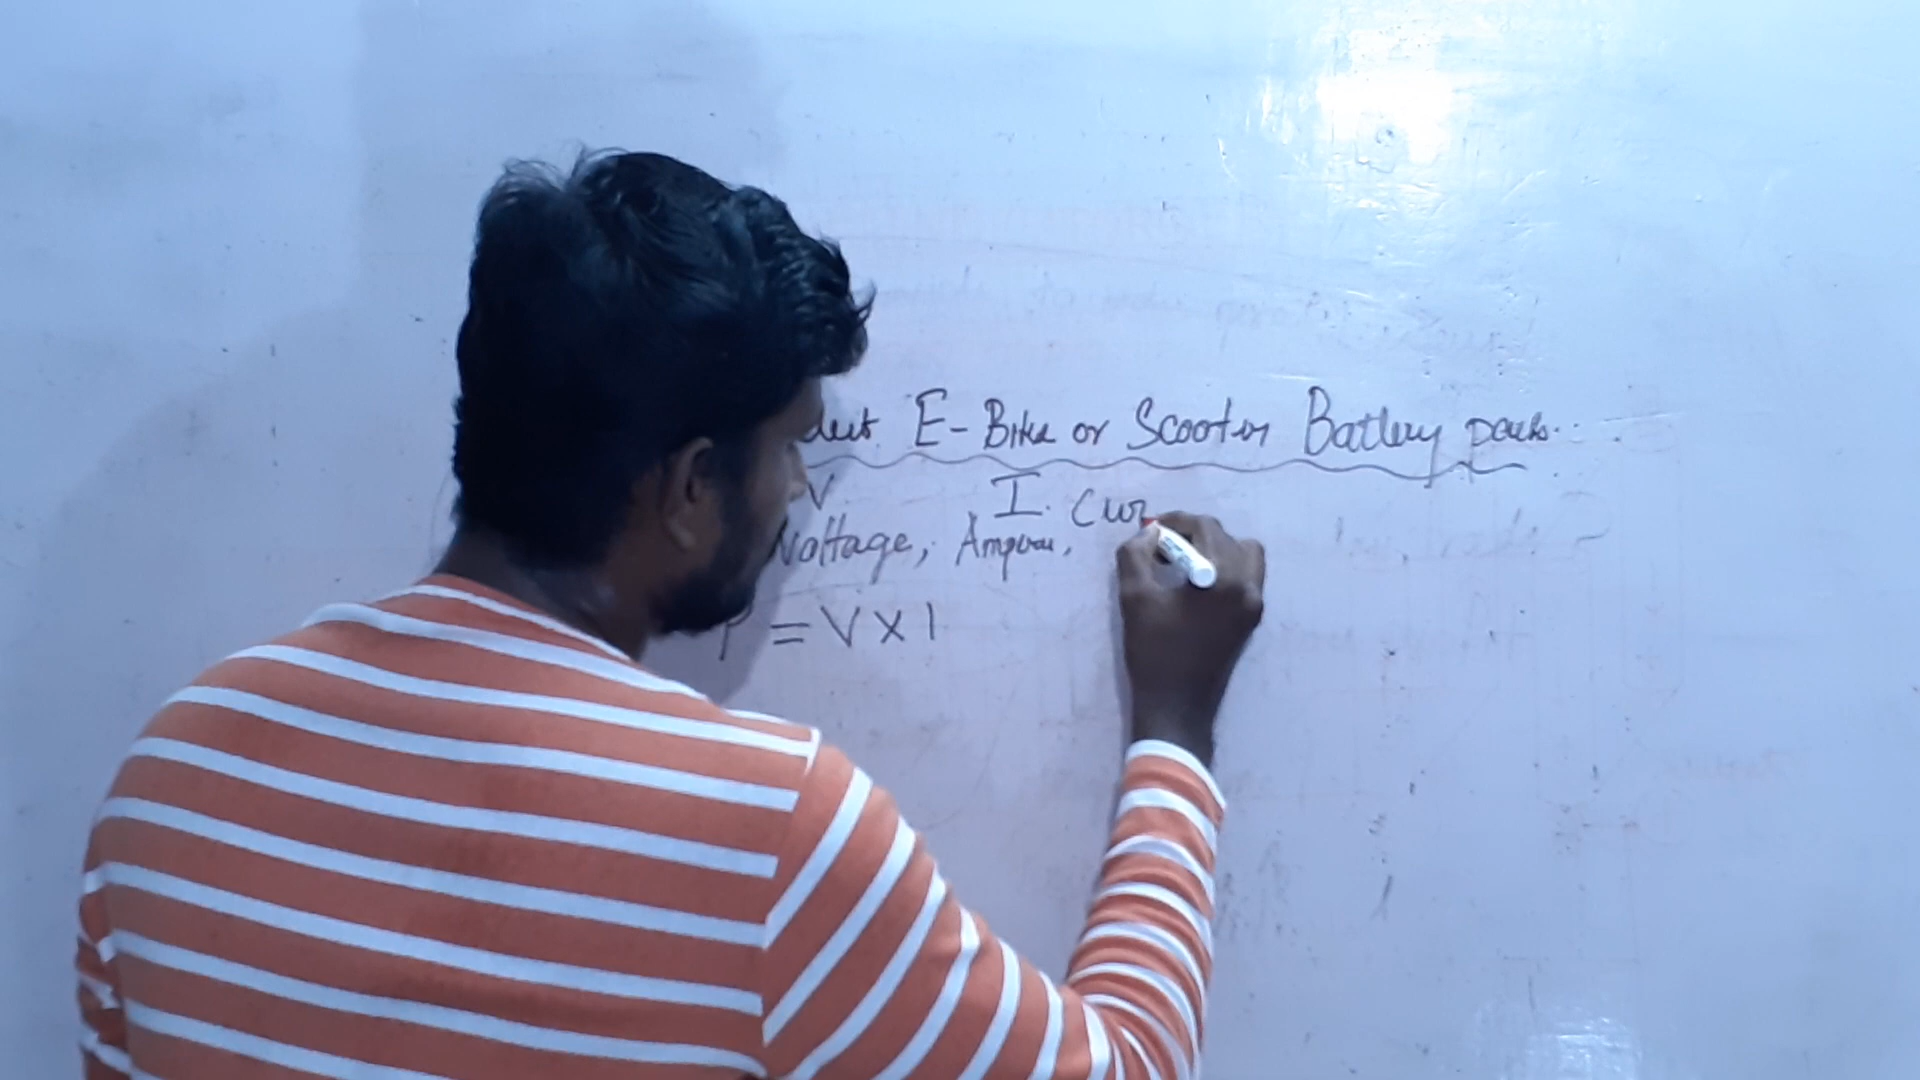 E-Bike or Scooter Battery pack..
V I. Cur
Voltage, Ampere,
P = V X I